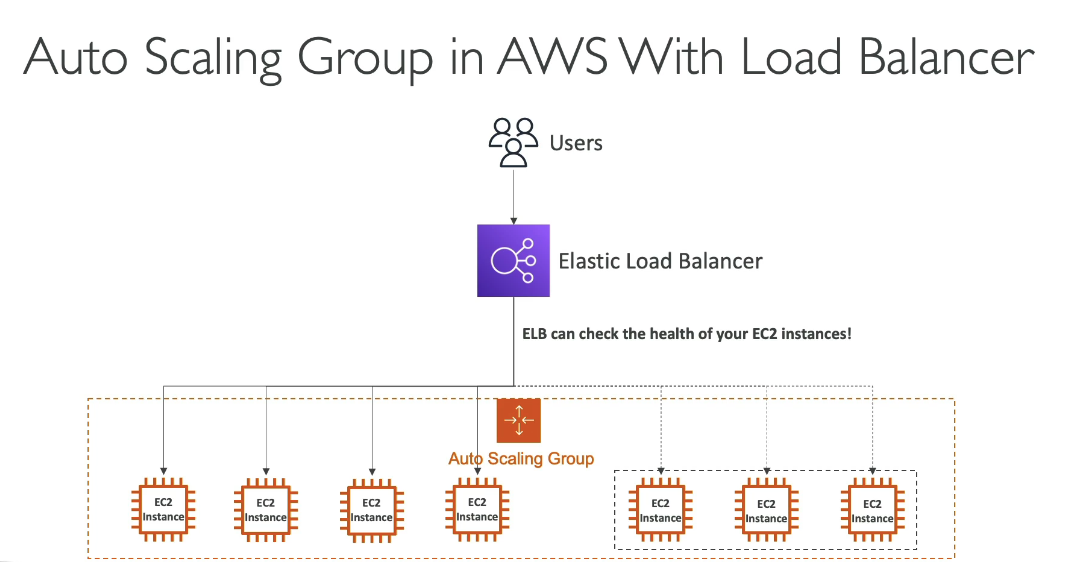 Auto Scaling Group in AWS With Load Balancer
Users
Elastic Load Balancer
ELB can check the health of your EC2 instances!
Auto Scaling Group
EC2
Instance
EC2
Instance
EC2
Instance
EC2
Instance
EC2
Instance
EC2
Instance
EC2
Instance